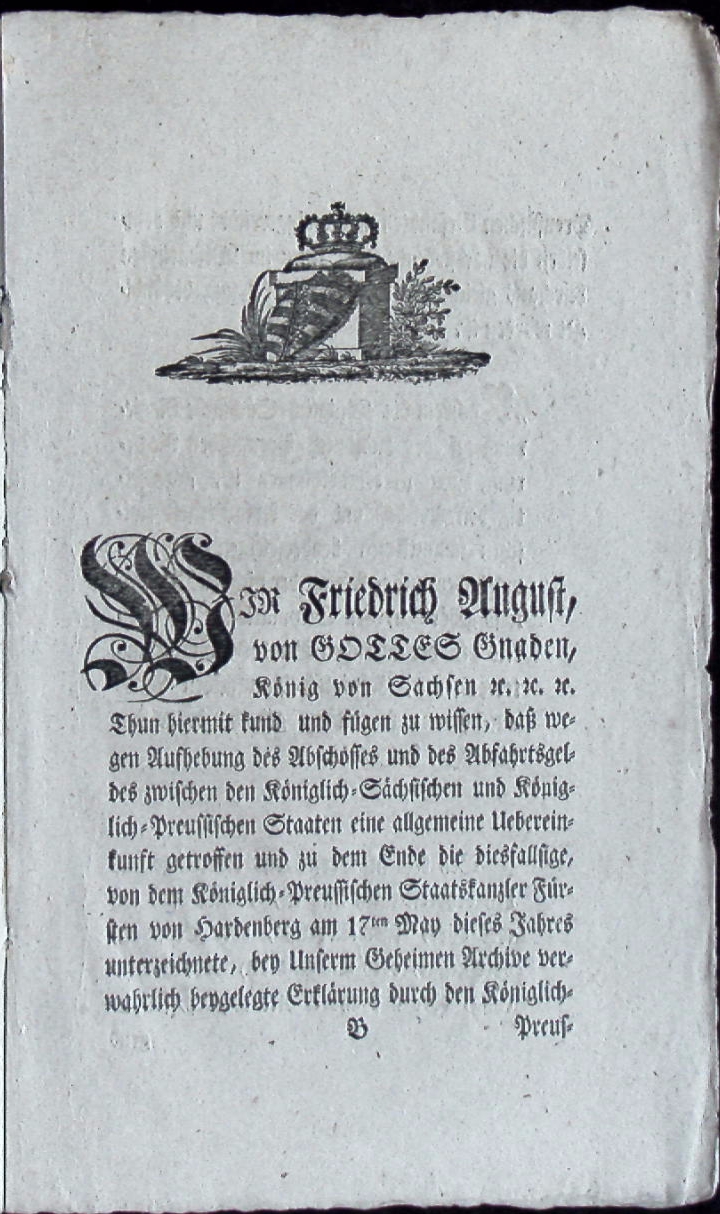 WIR Friedrich August,
von GOTTES Gnaden,
König von Sachsen ꝛc. ꝛc. ꝛc.
Thun hiermit kund und fügen zu wissen, daß we-
gen Aufhebung des Abschosses und des Abfahrtsgel-
des zwischen den Königlich-Sächsischen und König-
lich-Preussischen Staaten eine allgemeine Ueberein-
kunft getroffen und zu dem Ende die diesfallsige,
von dem Königlich-Preussischen Staatskanzler Für-
sten von Hardenberg am 17ten May dieses Jahres
unterzeichnete, bey Unserm Geheimen Archive ver-
wahrlich beygelegte Erklärung durch den Königlich-
B Preus-